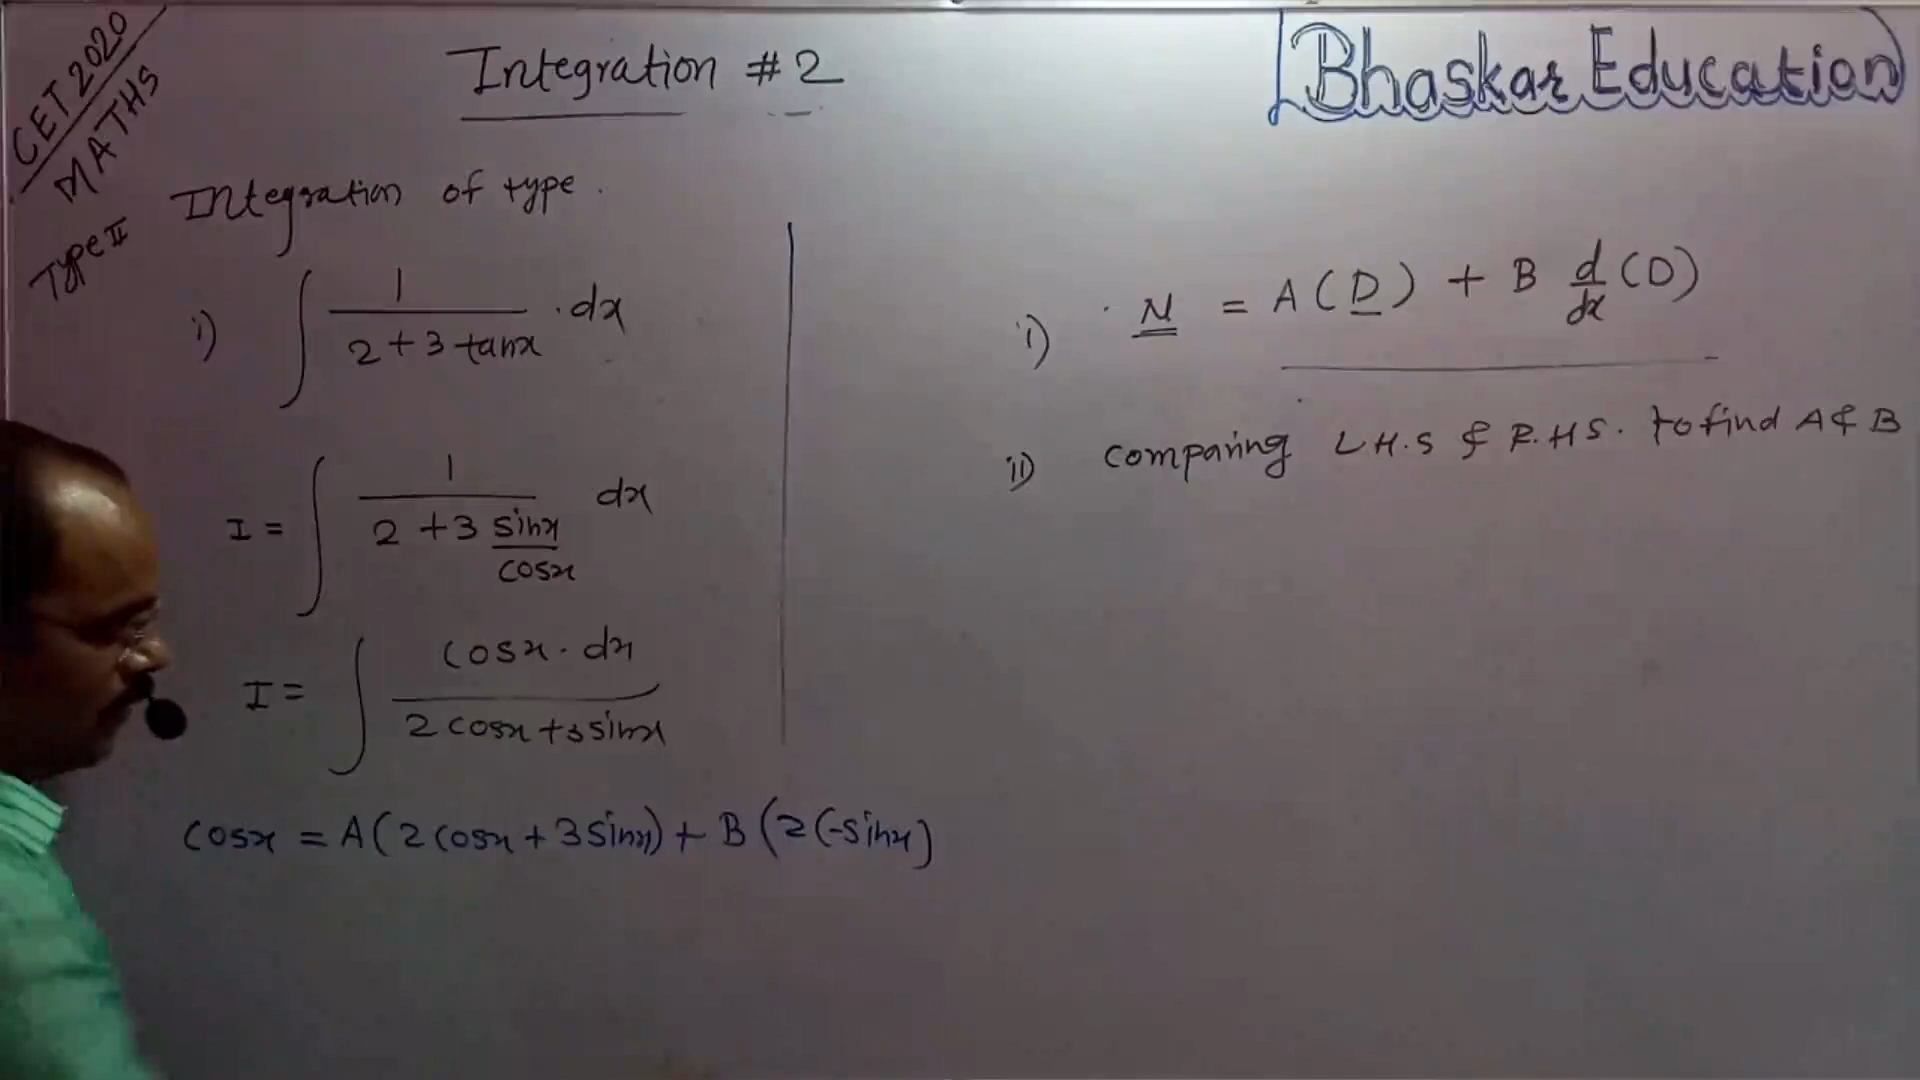 CET 2020
MATHS
Type II
Integration # 2
Bhaskar Education
Integration of type.
i) ∫ 1 / (2 + 3 tanx) . dx
I = ∫ 1 / (2 + 3 sinx/cosx) dx
I = ∫ cosx . dx / (2 cosx + 3 sinx)
cosx = A(2 cosx + 3 sinx) + B (2(-sinx)
i) N = A(D) + B d/dx (D)
ii) Comparing L.H.S & R.H.S. to find A & B